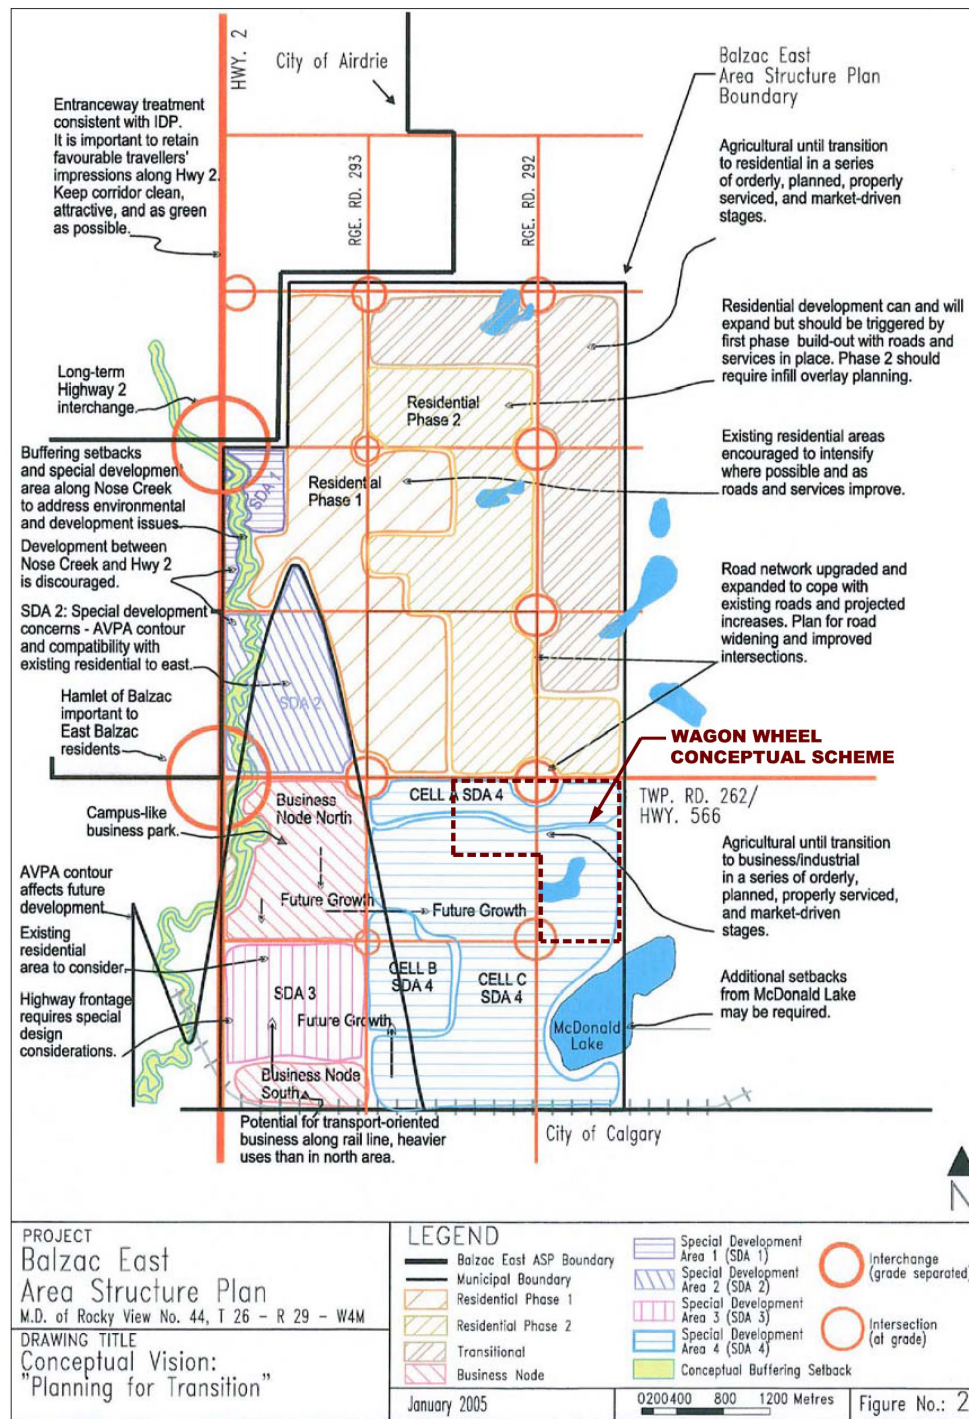 HWY. 2
City of Airdrie
Balzac East
Area Structure Plan
Boundary
Entranceway treatment
consistent with IDP.
It is important to retain
favourable travellers'
impressions along Hwy 2.
Keep corridor clean,
attractive, and as green
as possible.
RGE. RD. 293
RGE. RD. 292
Agricultural until transition
to residential in a series
of orderly, planned, properly
serviced, and market-driven
stages.
Residential development can and will
expand but should be triggered by
first phase build-out with roads and
services in place. Phase 2 should
require infill overlay planning.
Long-term
Highway 2
interchange.
Residential
Phase 2
Existing residential areas
encouraged to intensify
where possible and as
roads and services improve.
Buffering setbacks
and special development
area along Nose Creek
to address environmental
and development issues.
SDA 1
Residential
Phase 1
Development between
Nose Creek and Hwy 2
is discouraged.
Road network upgraded and
expanded to cope with
existing roads and projected
increases. Plan for road
widening and improved
intersections.
SDA 2: Special development
concerns - AVPA contour
and compatibility with
existing residential to east.
SDA 2
Hamlet of Balzac
important to
East Balzac
residents
WAGON WHEEL
CONCEPTUAL SCHEME
TWP. RD. 262/
HWY. 566
CELL A SDA 4
Business
Node North
Campus-like
business park.
Agricultural until transition
to business/industrial
in a series of orderly,
planned, properly serviced,
and market-driven
stages.
AVPA contour
affects future
development
Future Growth
Future Growth
Existing
residential
area to consider
CELL B
SDA 4
CELL C
SDA 4
Additional setbacks
from McDonald Lake
may be required.
SDA 3
Highway frontage
requires special
design
considerations.
Future Growth
McDonald
Lake
Business Node
South
Potential for transport-oriented
business along rail line, heavier
uses than in north area.
City of Calgary
N
PROJECT
Balzac East
Area Structure Plan
M.D. of Rocky View No. 44, T 26 - R 29 - W4M
DRAWING TITLE
Conceptual Vision:
"Planning for Transition"
LEGEND
Balzac East ASP Boundary
Municipal Boundary
Residential Phase 1
Residential Phase 2
Transitional
Business Node
Special Development
Area 1 (SDA 1)
Special Development
Area 2 (SDA 2)
Special Development
Area 3 (SDA 3)
Special Development
Area 4 (SDA 4)
Conceptual Buffering Setback
Interchange
(grade separated)
Intersection
(at grade)
January 2005
0200400 800 1200 Metres
Figure No.: 2